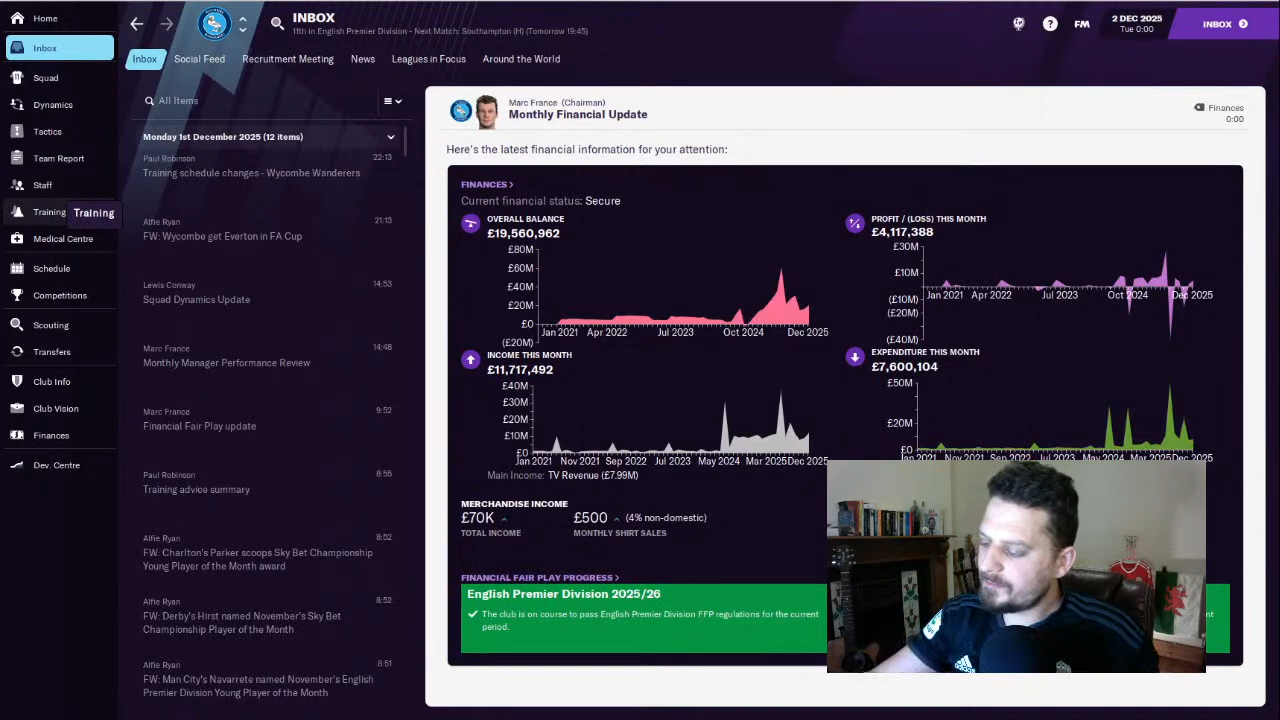 Home
Inbox
Squad
Dynamics
Tactics
Team Report
Staff
Training
Training
Medical Centre
Schedule
Competitions
Scouting
Transfers
Club Info
Club Vision
Finances
Dev. Centre
INBOX
11th in English Premier Division - Next Match: Southampton (H) (Tomorrow 19:45)
FM
2 DEC 2025
Tue 0:00
INBOX
Inbox
Social Feed
Recruitment Meeting
News
Leagues in Focus
Around the World
All Items
Monday 1st December 2025 (12 items)
Paul Robinson 22:13
Training schedule changes - Wycombe Wanderers
Alfie Ryan 21:13
FW: Wycombe get Everton in FA Cup
Lewis Conway 14:53
Squad Dynamics Update
Marc France 14:48
Monthly Manager Performance Review
Marc France 9:52
Financial Fair Play update
Paul Robinson 8:55
Training advice summary
Alfie Ryan 8:52
FW: Charlton's Parker scoops Sky Bet Championship
Young Player of the Month award
Alfie Ryan 8:52
FW: Derby's Hirst named November's Sky Bet
Championship Player of the Month
Alfie Ryan 8:51
FW: Man City's Navarrete named November's English
Premier Division Young Player of the Month
Marc France (Chairman)
Monthly Financial Update
Finances
0:00
Here's the latest financial information for your attention:
FINANCES
Current financial status: Secure
OVERALL BALANCE
£19,560,962
£80M
£60M
£40M
£20M
£0
(£20M)
Jan 2021 Apr 2022 Jul 2023 Oct 2024 Dec 2025
PROFIT / (LOSS) THIS MONTH
£4,117,388
£30M
£10M
(£10M)
(£20M)
(£40M)
Jan 2021 Apr 2022 Jul 2023 Oct 2024 Dec 2025
INCOME THIS MONTH
£11,717,492
£40M
£30M
£20M
£10M
£0
Jan 2021 Nov 2021 Sep 2022 Jul 2023 May 2024 Mar 2025 Dec 2025
Main Income: TV Revenue (£7.99M)
EXPENDITURE THIS MONTH
£7,600,104
£50M
£20M
£0
Jan 2021 Nov 2021 Sep 2022 Jul 2023 May 2024 Mar 2025 Dec 2025
MERCHANDISE INCOME
£70K
TOTAL INCOME
£500 (4% non-domestic)
MONTHLY SHIRT SALES
FINANCIAL FAIR PLAY PROGRESS
English Premier Division 2025/26
The club is on course to pass English Premier Division FFP regulations for the current
period.